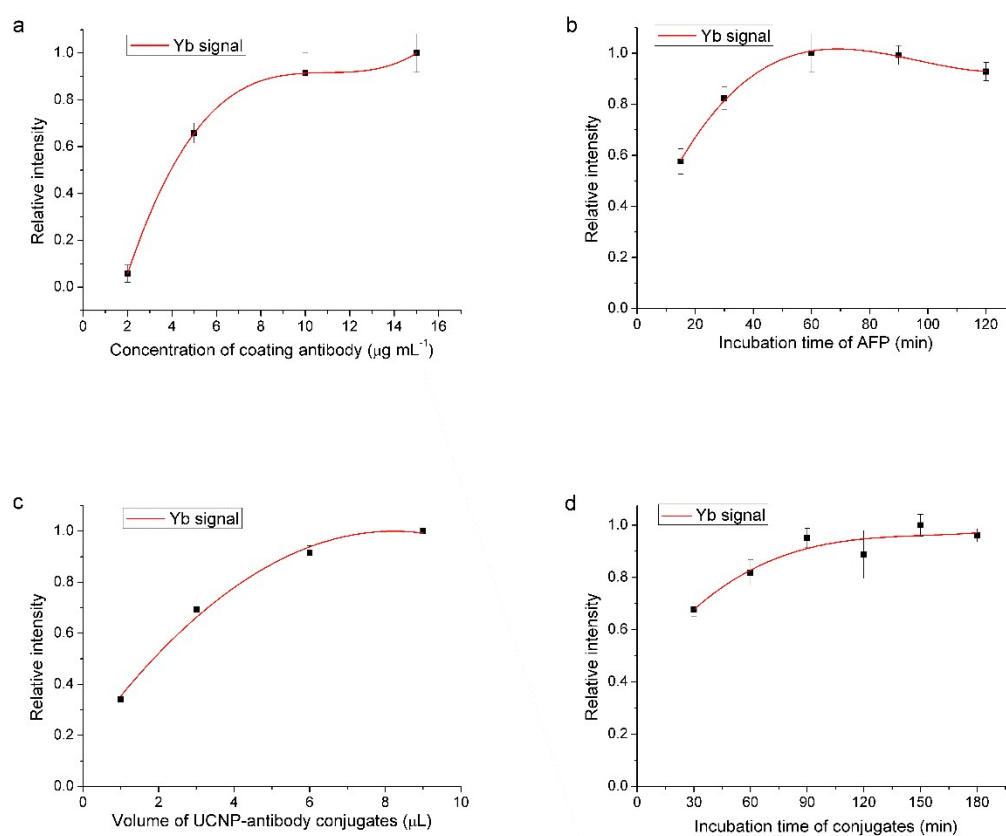 a
Yb signal
1.0
0.8
0.6
0.4
0.2
0.0
Relative intensity
0 2 4 6 8 10 12 14 16
Concentration of coating antibody (μg mL⁻¹)
b
Yb signal
1.0
0.8
0.6
0.4
0.2
0.0
Relative intensity
0 20 40 60 80 100 120
Incubation time of AFP (min)
c
Yb signal
1.0
0.8
0.6
0.4
0.2
0.0
Relative intensity
0 2 4 6 8 10
Volume of UCNP-antibody conjugates (μL)
d
Yb signal
1.0
0.8
0.6
0.4
0.2
0.0
Relative intensity
30 60 90 120 150 180
Incubation time of conjugates (min)